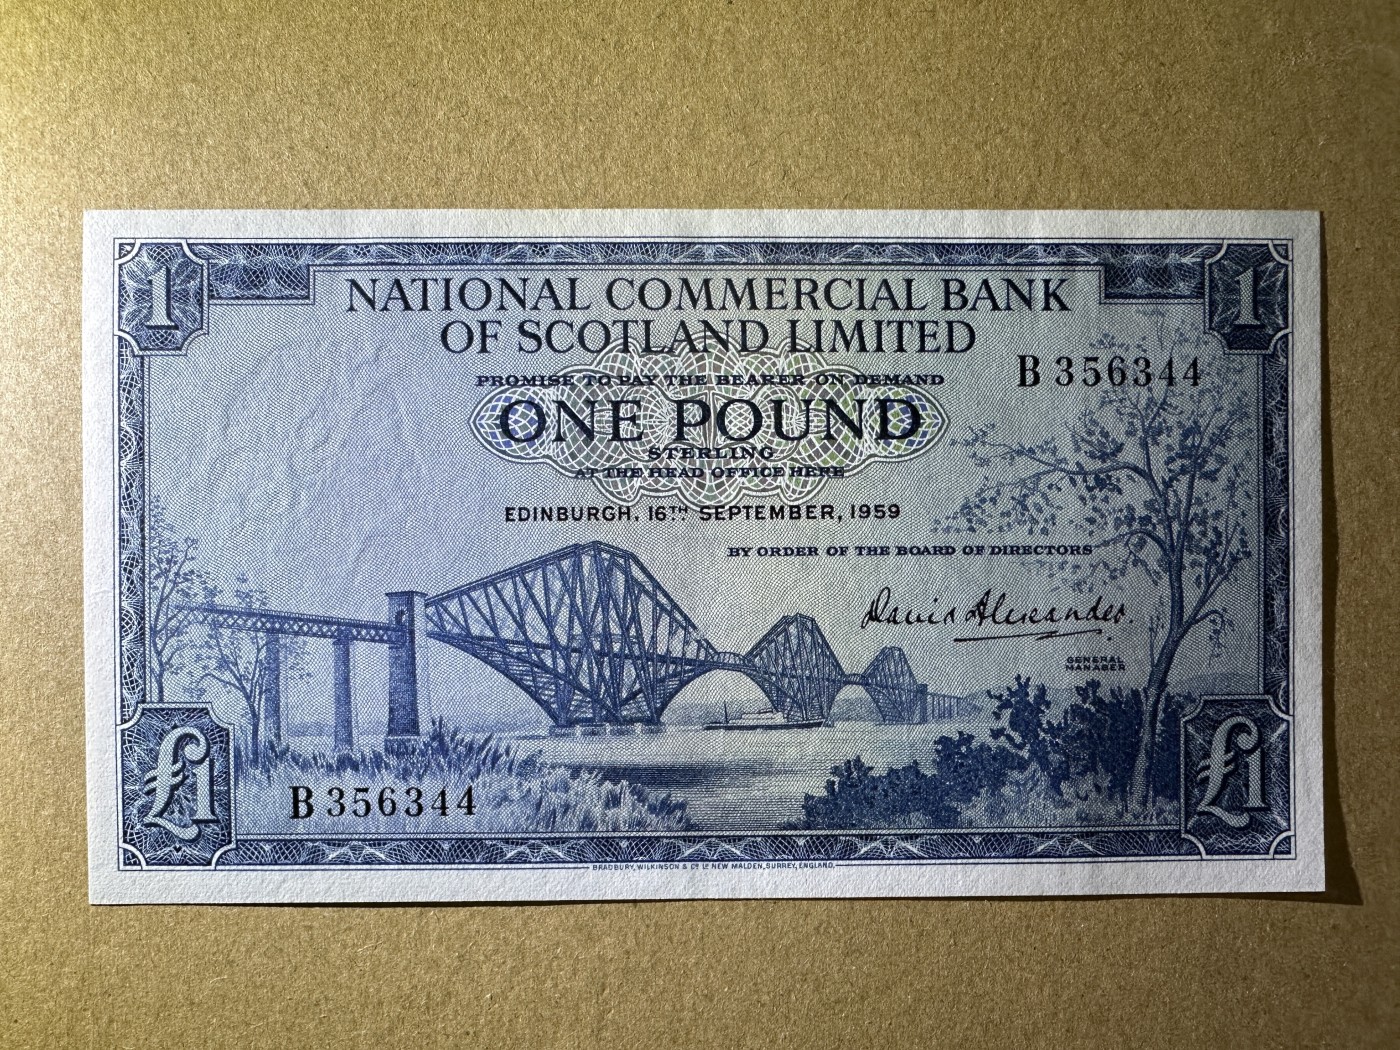 1
1
NATIONAL COMMERCIAL BANK
OF SCOTLAND LIMITED
B 356344
PROMISE TO PAY THE BEARER ON DEMAND
ONE POUND
STERLING
AT THE HEAD OFFICE HERE
EDINBURGH, 16TH SEPTEMBER, 1959
BY ORDER OF THE BOARD OF DIRECTORS
David Alexander.
GENERAL
MANAGER
£1
£1
B 356344
BRADBURY, WILKINSON & Co Ld NEW MALDEN, SURREY, ENGLAND.